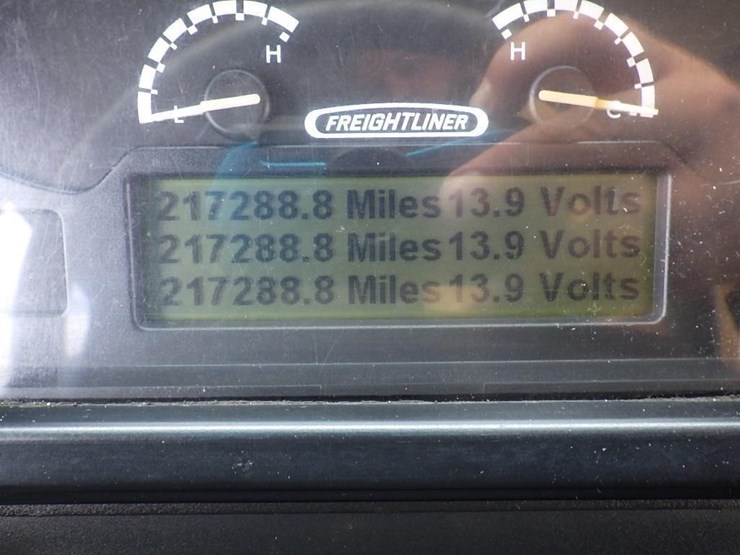 H H
L C
FREIGHTLINER
217288.8 Miles 13.9 Volts
217288.8 Miles 13.9 Volts
217288.8 Miles 13.9 Volts